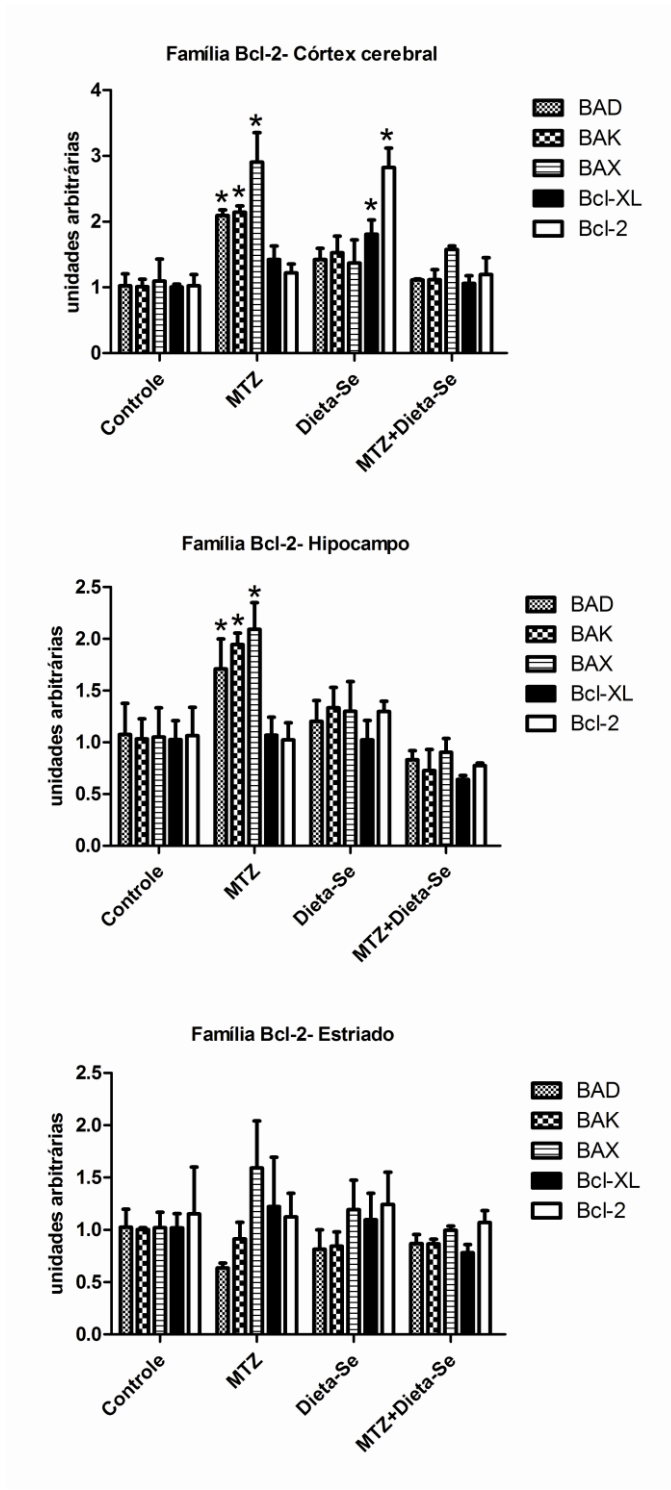 Família Bcl-2- Córtex cerebral
unidades arbitrárias
4
3
2
1
0
* * *
* *
BAD
BAK
BAX
Bcl-XL
Bcl-2
Controle
MTZ
Dieta-Se
MTZ+Dieta-Se
Família Bcl-2- Hipocampo
unidades arbitrárias
2.5
2.0
1.5
1.0
0.5
0.0
* * *
BAD
BAK
BAX
Bcl-XL
Bcl-2
Controle
MTZ
Dieta-Se
MTZ+Dieta-Se
Família Bcl-2- Estriado
unidades arbitrárias
2.5
2.0
1.5
1.0
0.5
0.0
BAD
BAK
BAX
Bcl-XL
Bcl-2
Controle
MTZ
Dieta-Se
MTZ+Dieta-Se